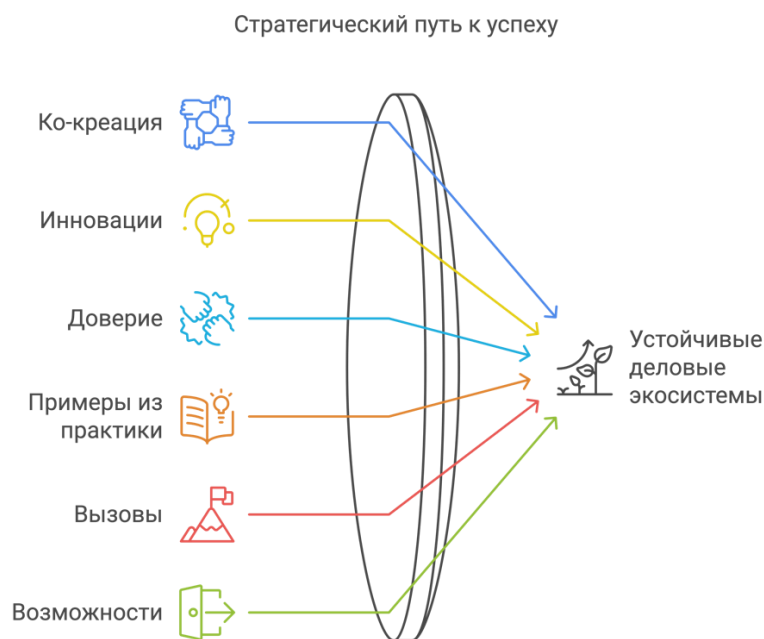 Стратегический путь к успеху
Ко-креация
Инновации
Доверие
Примеры из
практики
Вызовы
Возможности
Устойчивые
деловые
экосистемы